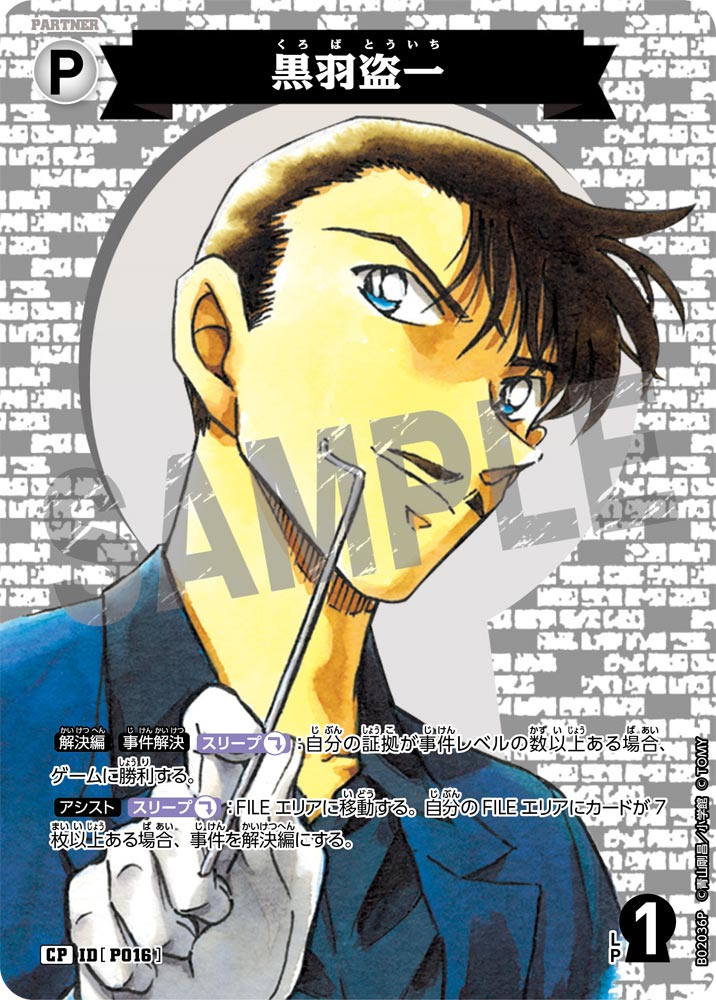 PARTNER
P
くろばとういち
黒羽盗一
SAMPLE
かいけつへん じけんかいけつ じぶん しょうこ じけん かずいじょう ばあい
解決編 事件解決 スリープ:自分の証拠が事件レベルの数以上ある場合、
しょうり
ゲームに勝利する。
いどう じぶん
アシスト スリープ:FILEエリアに移動する。自分のFILEエリアにカードが7
まいいじょう ばあい じけん かいけつへん
枚以上ある場合、事件を解決編にする。
CP ID[P016]
LP 1
B02036P ©青山剛昌/小学館 ©TOMY